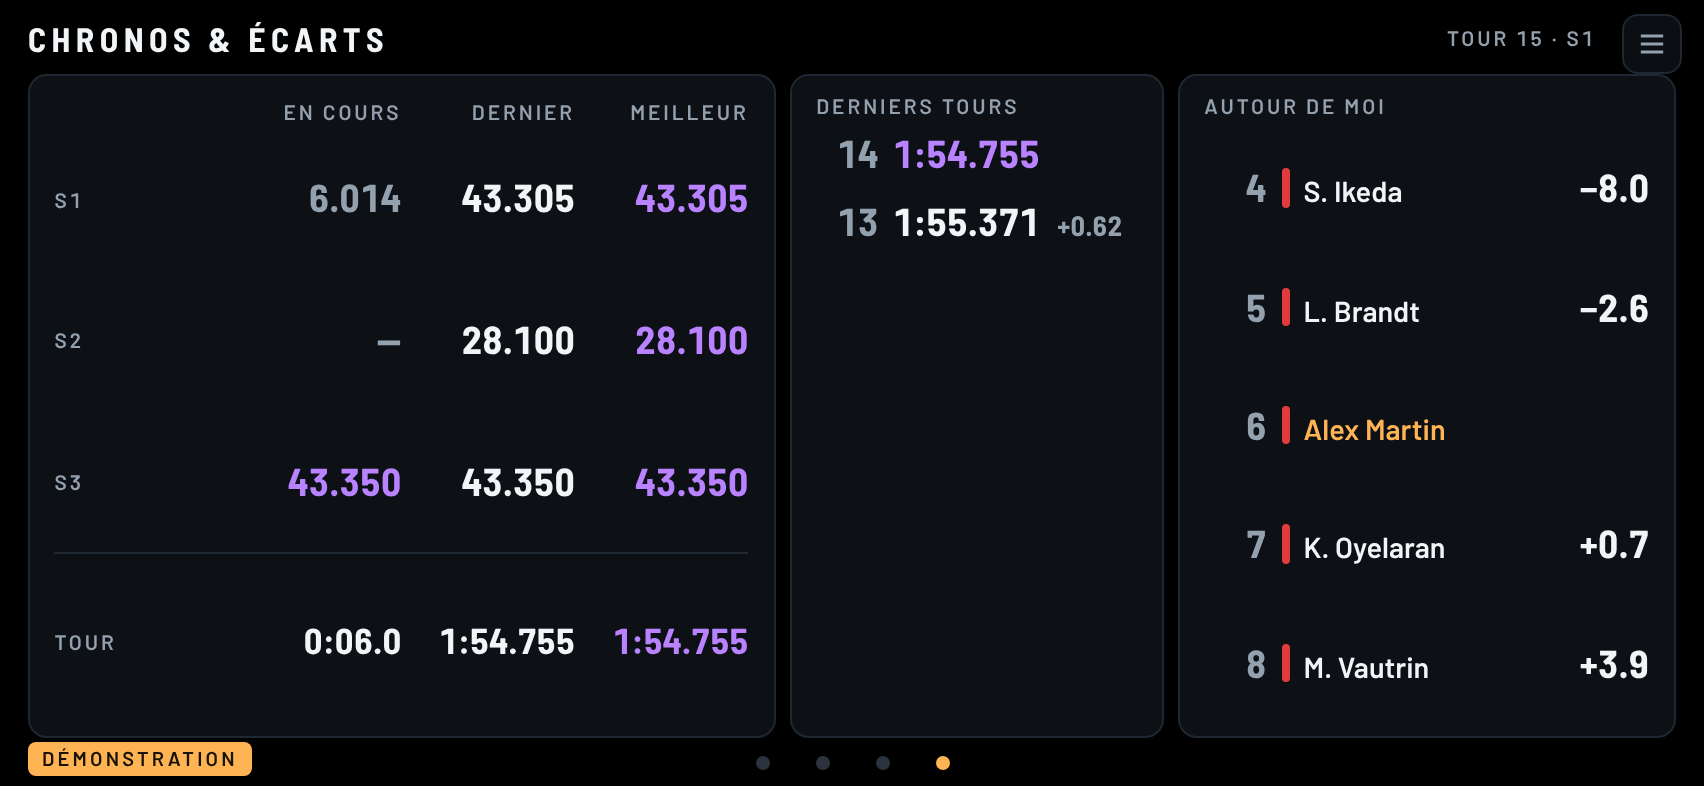 CHRONOS & ÉCARTS
TOUR 15 · S1
EN COURS DERNIER MEILLEUR
S1 6.014 43.305 43.305
S2 – 28.100 28.100
S3 43.350 43.350 43.350
TOUR 0:06.0 1:54.755 1:54.755
DERNIERS TOURS
14 1:54.755
13 1:55.371 +0.62
AUTOUR DE MOI
4 S. Ikeda −8.0
5 L. Brandt −2.6
6 Alex Martin
7 K. Oyelaran +0.7
8 M. Vautrin +3.9
DÉMONSTRATION